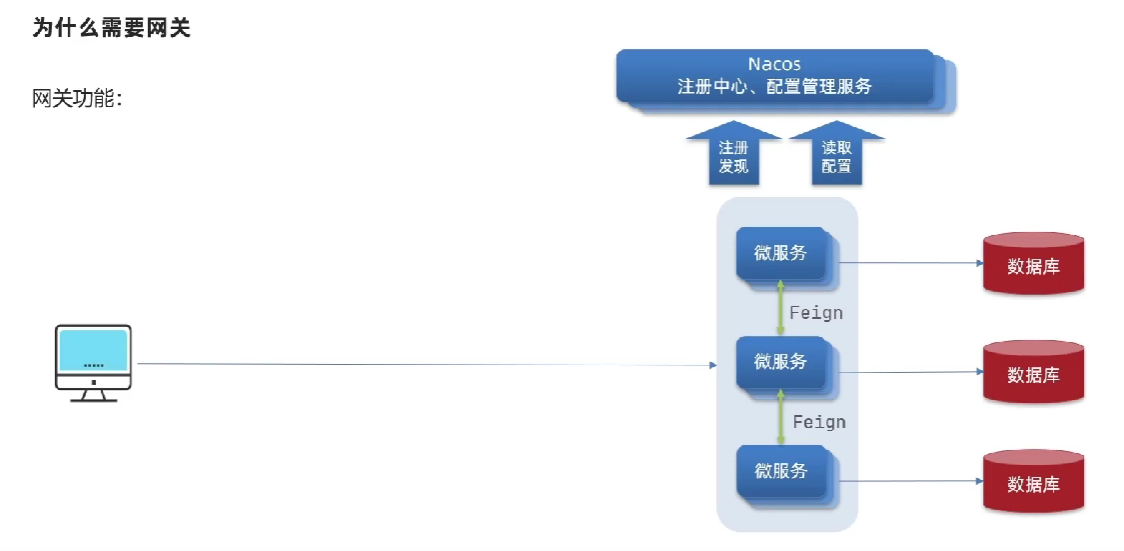 为什么需要网关
网关功能：
Nacos
注册中心、配置管理服务
注册
发现
读取
配置
微服务
数据库
Feign
微服务
数据库
Feign
微服务
数据库